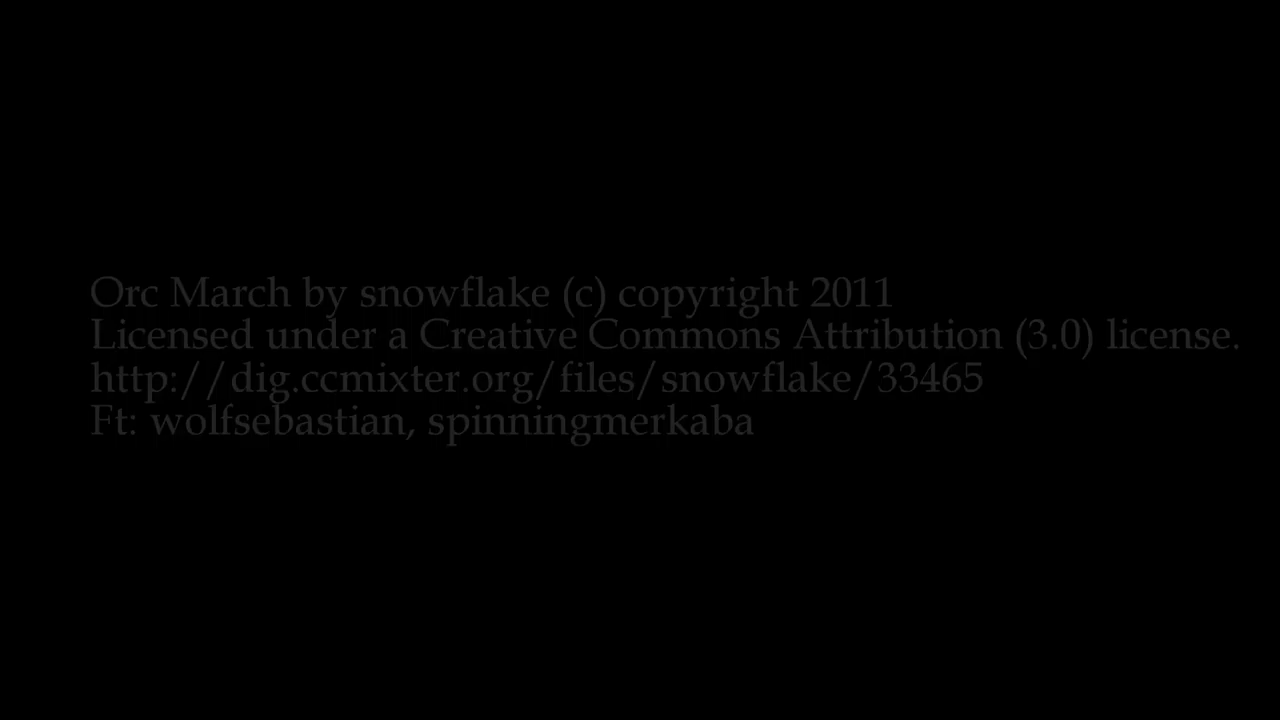 Orc March by snowflake (c) copyright 2011
Licensed under a Creative Commons Attribution (3.0) license.
http://dig.ccmixter.org/files/snowflake/33465
Ft: wolfsebastian, spinningmerkaba